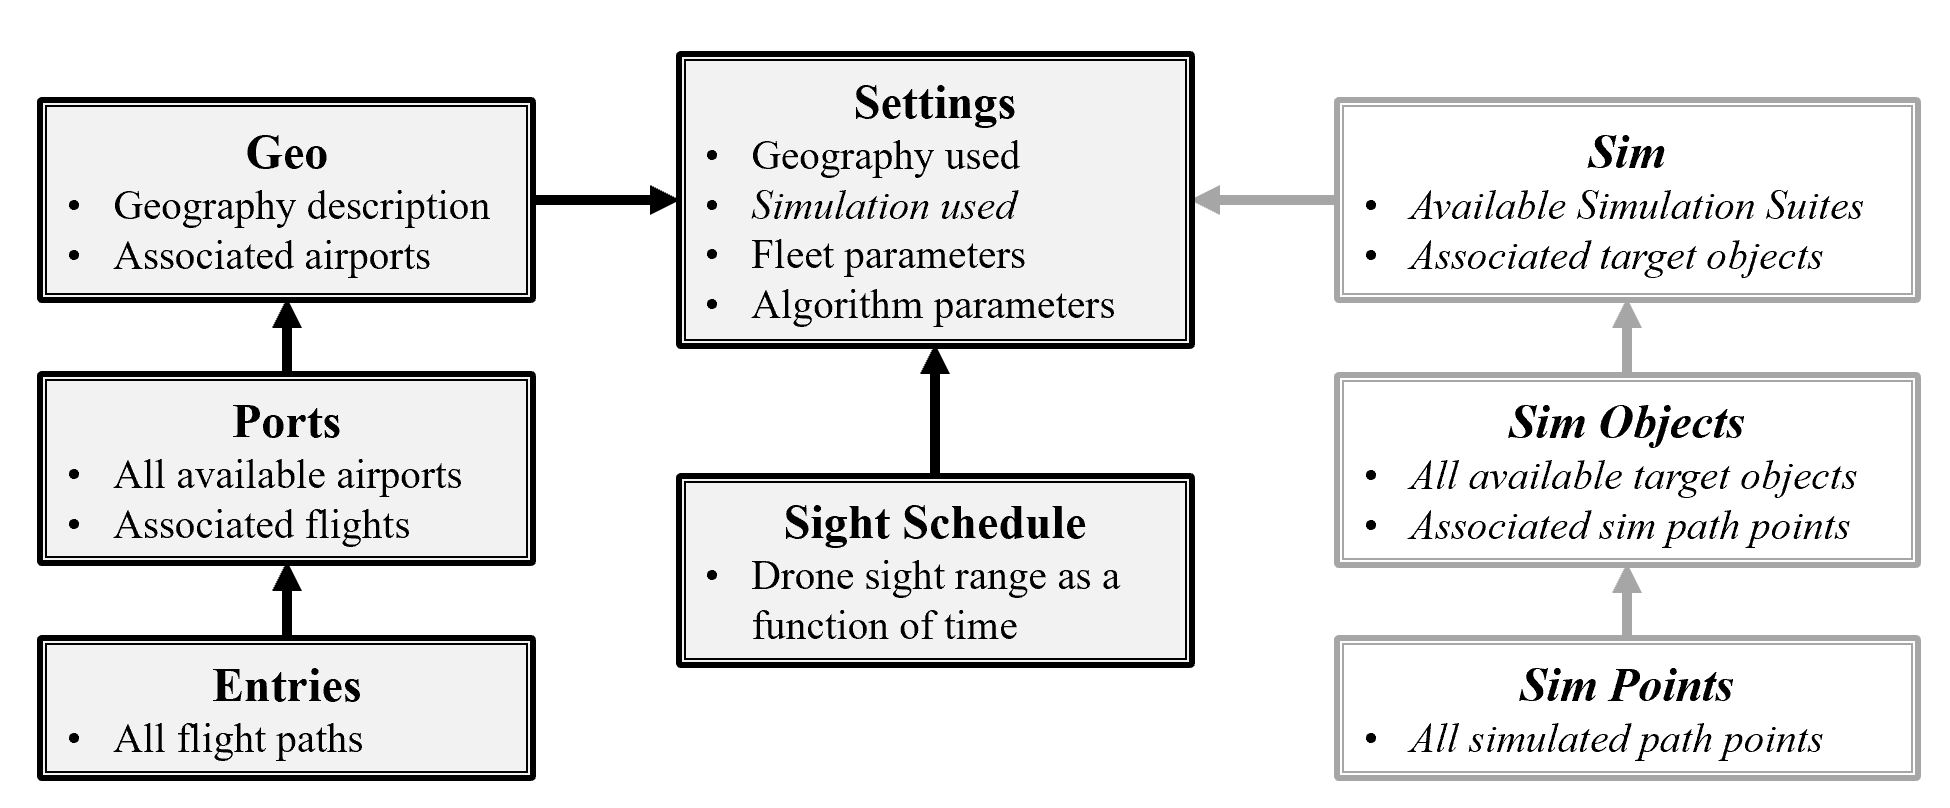 Geo
• Geography description
• Associated airports
Ports
• All available airports
• Associated flights
Entries
• All flight paths
Settings
• Geography used
• Simulation used
• Fleet parameters
• Algorithm parameters
Sight Schedule
• Drone sight range as a
function of time
Sim
• Available Simulation Suites
• Associated target objects
Sim Objects
• All available target objects
• Associated sim path points
Sim Points
• All simulated path points